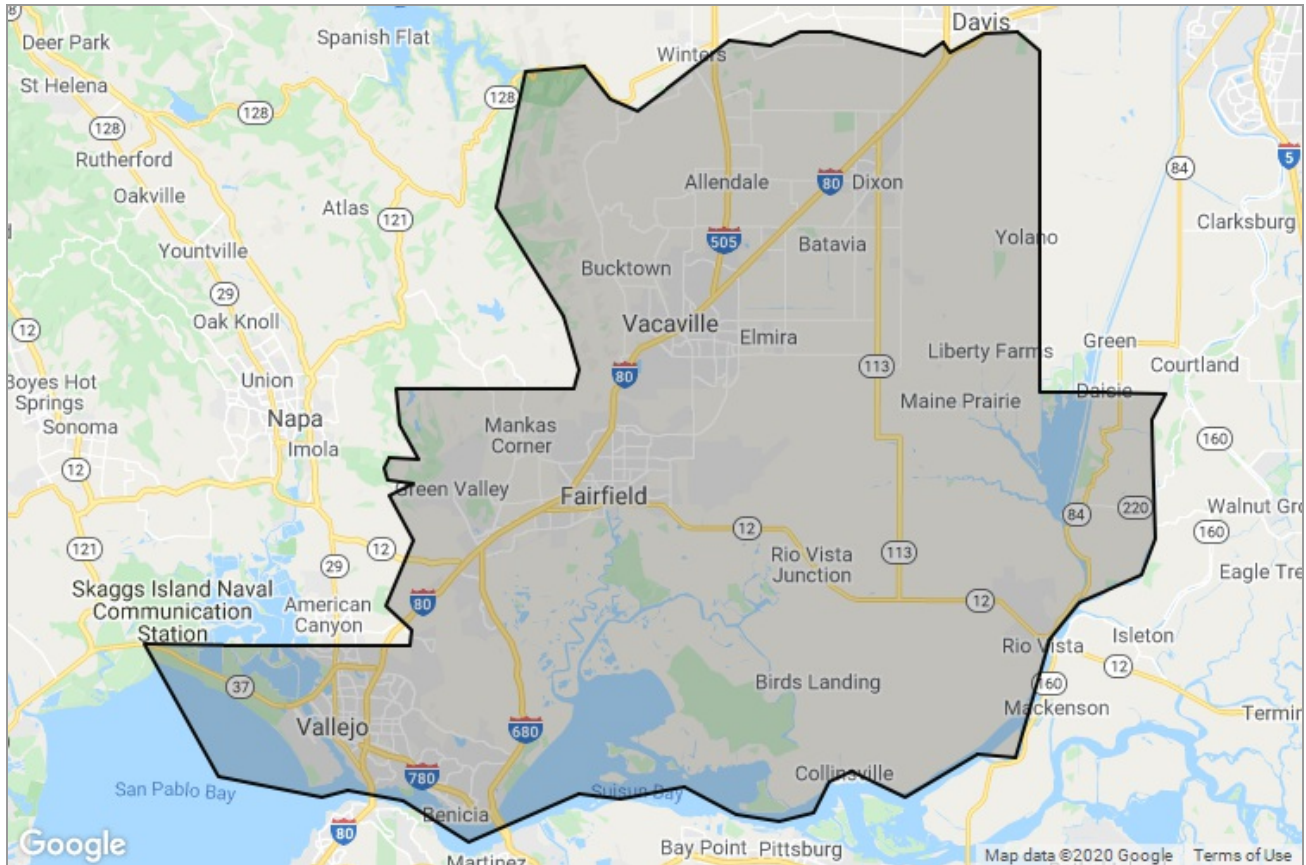 Davis
Deer Park
Spanish Flat
Winters
St Helena
128
128
128
Rutherford
Oakville
Atlas
121
Allendale
80
Dixon
84
5
Clarksburg
Yountville
505
Batavia
Yolano
Bucktown
29
Oak Knoll
12
Vacaville
Elmira
Green
Liberty Farms
Courtland
Boyes Hot
Springs
Union
80
113
Daisie
Maine Prairie
Napa
Sonoma
Mankas
Corner
160
Imola
12
Green Valley
Fairfield
220
84
Walnut Gro
160
121
12
12
Rio Vista
Junction
113
29
Eagle Tre
Skaggs Island Naval
Communication
Station
American
Canyon
80
12
Isleton
Rio Vista
12
37
Birds Landing
160
Mackenson
Termin
Vallejo
680
780
Collinsville
San Pablo Bay
Suisun Bay
Benicia
80
Google
Martinez
Bay Point
Pittsburg
Map data ©2020 Google
Terms of Use